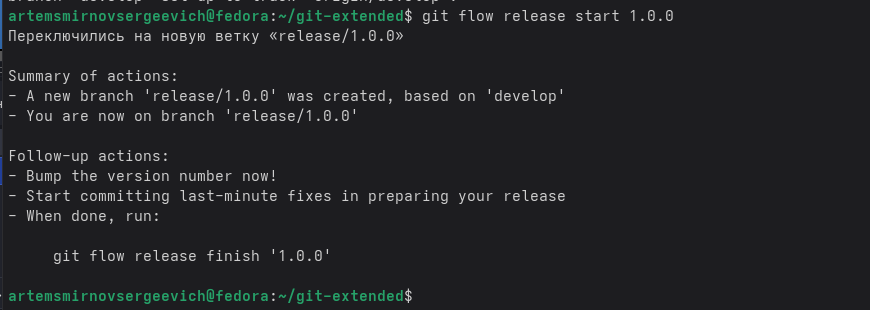 artemsmirnovsergeevich@fedora:~/git-extended$ git flow release start 1.0.0
Переключились на новую ветку «release/1.0.0»
Summary of actions:
- A new branch 'release/1.0.0' was created, based on 'develop'
- You are now on branch 'release/1.0.0'
Follow-up actions:
- Bump the version number now!
- Start committing last-minute fixes in preparing your release
- When done, run:
git flow release finish '1.0.0'
artemsmirnovsergeevich@fedora:~/git-extended$